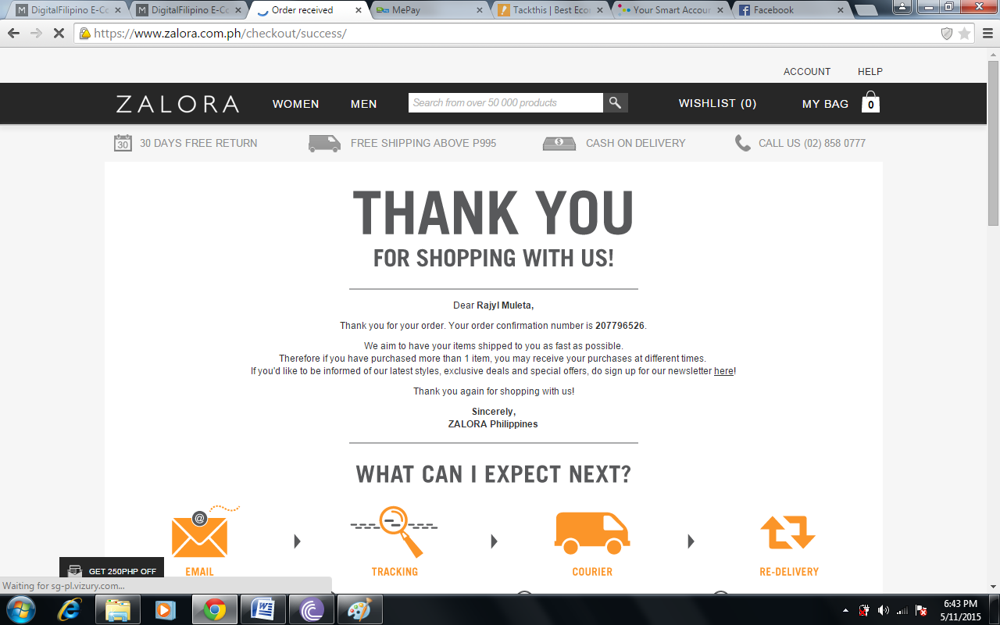 DigitalFilipino E-Co
DigitalFilipino E-Co
Order received
MePay
Tackthis | Best Ecom
Your Smart Accoun
Facebook
https://www.zalora.com.ph/checkout/success/
ACCOUNT HELP
ZALORA WOMEN MEN Search from over 50 000 products WISHLIST (0) MY BAG 0
30 30 DAYS FREE RETURN FREE SHIPPING ABOVE P995 $ CASH ON DELIVERY CALL US (02) 858 0777
THANK YOU
FOR SHOPPING WITH US!
Dear Rajyl Muleta,
Thank you for your order. Your order confirmation number is 207796526.
We aim to have your items shipped to you as fast as possible.
Therefore if you have purchased more than 1 item, you may receive your purchases at different times.
If you'd like to be informed of our latest styles, exclusive deals and special offers, do sign up for our newsletter here!
Thank you again for shopping with us!
Sincerely,
ZALORA Philippines
WHAT CAN I EXPECT NEXT?
@
EMAIL TRACKING COURIER RE-DELIVERY
GET 250PHP OFF
Waiting for sg-pl.vizury.com...
6:43 PM
5/11/2015